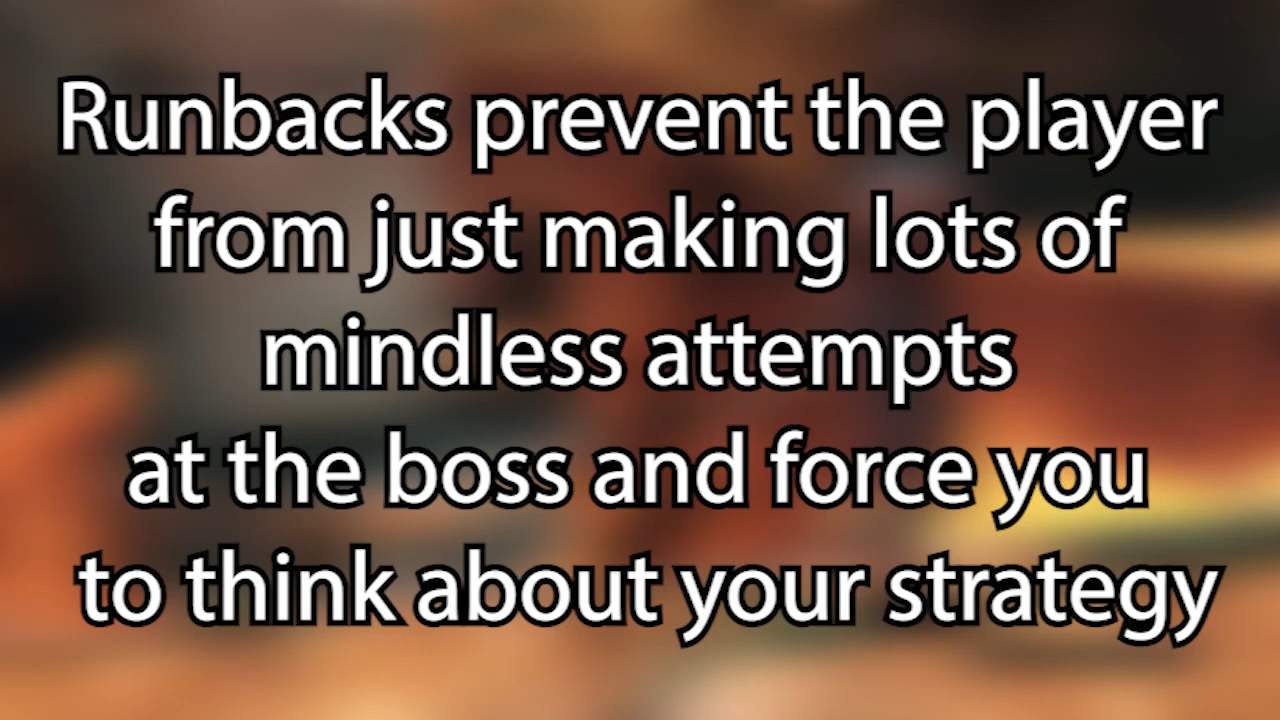 Runbacks prevent the player
from just making lots of
mindless attempts
at the boss and force you
to think about your strategy